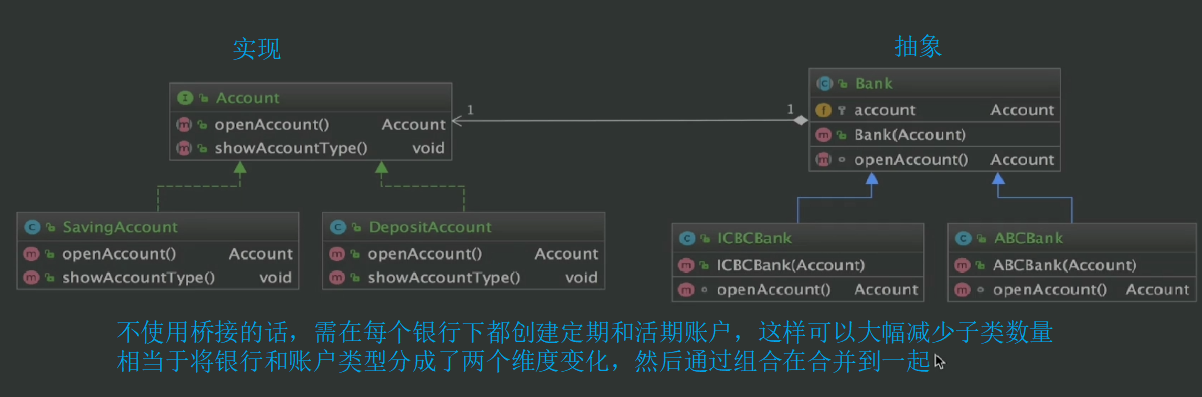 实现
抽象
Account
openAccount() Account
showAccountType() void
1
1
Bank
account Account
Bank(Account)
openAccount() Account
SavingAccount
openAccount() Account
showAccountType() void
DepositAccount
openAccount() Account
showAccountType() void
ICBCBank
ICBCBank(Account)
openAccount() Account
ABCBank
ABCBank(Account)
openAccount() Account
不使用桥接的话，需在每个银行下都创建定期和活期账户，这样可以大幅减少子类数量
相当于将银行和账户类型分成了两个维度变化，然后通过组合在合并到一起